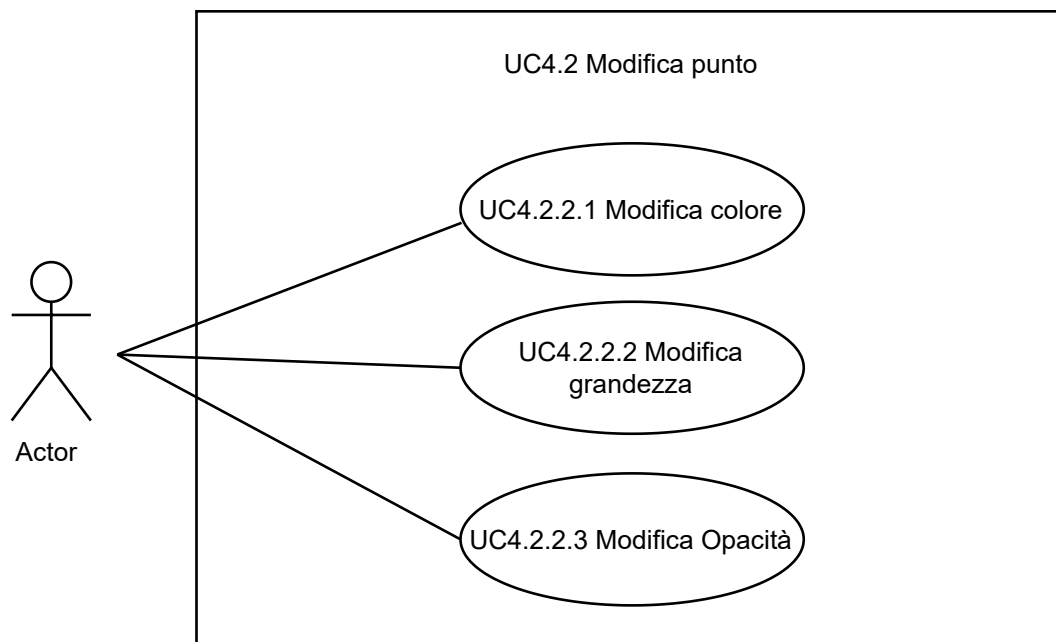 UC4.2 Modifica punto
UC4.2.2.1 Modifica colore
UC4.2.2.2 Modifica
grandezza
Actor
UC4.2.2.3 Modifica Opacità